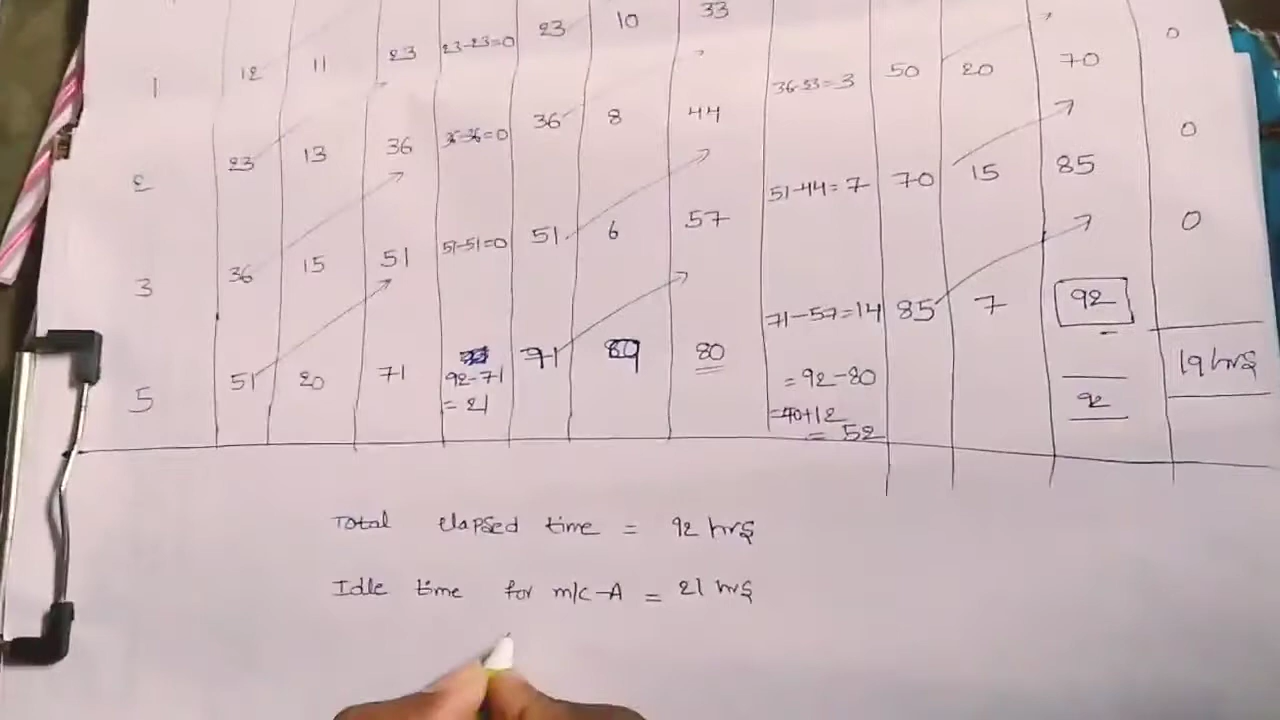 1 12 11 23 23-23=0 23 10 33 50 20 70 0
2 23 13 36 36-36=0 36 8 44 36-33=3 70 15 85 0
3 36 15 51 51-51=0 51 6 57 51-44=7 85 7 92 0
5 51 20 71 92-71 71 80 71-57=14 19 hrs
= 21 = 92-80 92
=40+12
= 52
Total elapsed time = 92 hrs
Idle time for m/c-A = 21 hrs